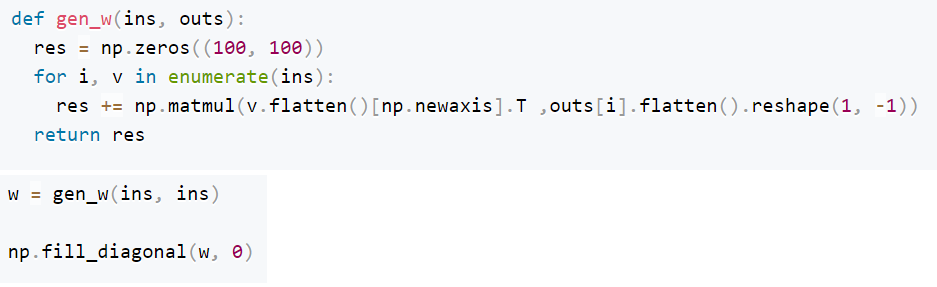 def gen_w(ins, outs):
  res = np.zeros((100, 100))
  for i, v in enumerate(ins):
    res += np.matmul(v.flatten()[np.newaxis].T ,outs[i].flatten().reshape(1, -1))
  return res
w = gen_w(ins, ins)
np.fill_diagonal(w, 0)